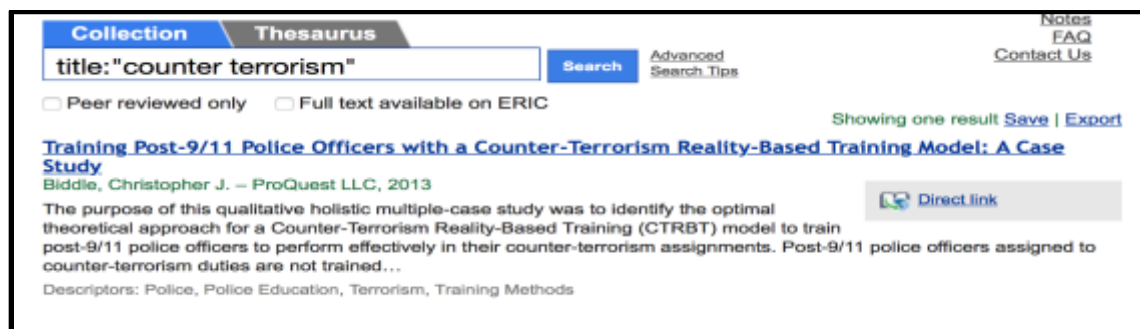 Collection Thesaurus
Notes
FAQ
Contact Us
title:"counter terrorism"
Search
Advanced
Search Tips
Peer reviewed only Full text available on ERIC
Showing one result Save | Export
Training Post-9/11 Police Officers with a Counter-Terrorism Reality-Based Training Model: A Case
Study
Biddle, Christopher J. – ProQuest LLC, 2013
Direct link
The purpose of this qualitative holistic multiple-case study was to identify the optimal
theoretical approach for a Counter-Terrorism Reality-Based Training (CTRBT) model to train
post-9/11 police officers to perform effectively in their counter-terrorism assignments. Post-9/11 police officers assigned to
counter-terrorism duties are not trained…
Descriptors: Police, Police Education, Terrorism, Training Methods